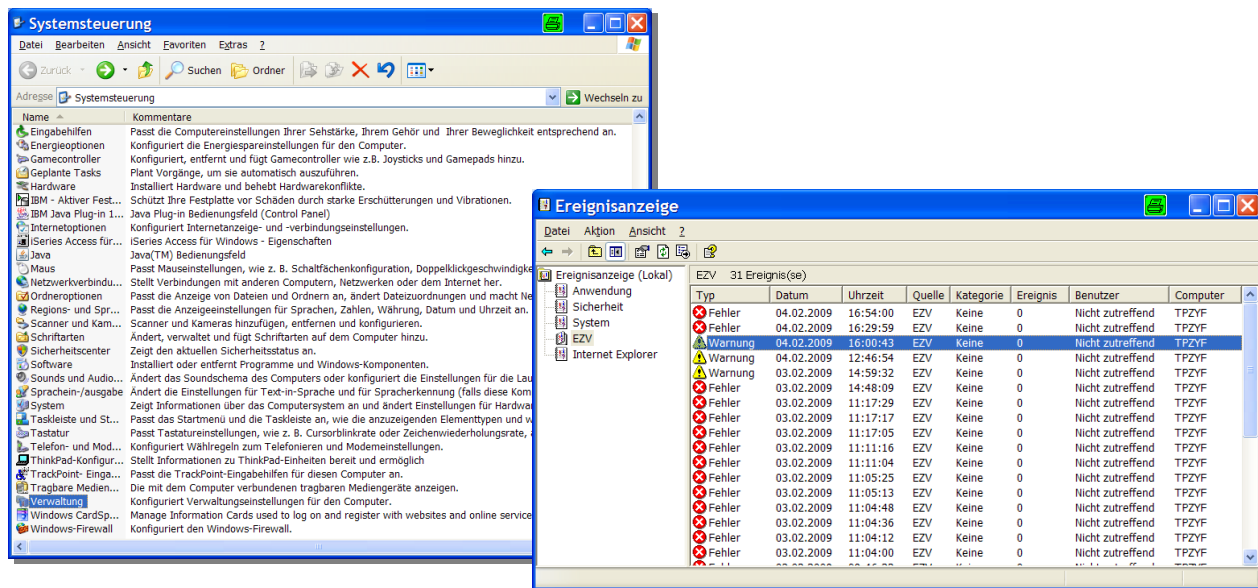 Systemsteuerung
Datei Bearbeiten Ansicht Favoriten Extras ?
Zurück Suchen Ordner
Adresse Systemsteuerung Wechseln zu
Name Kommentare
Eingabehilfen Passt die Computereinstellungen Ihrer Sehstärke, Ihrem Gehör und Ihrer Beweglichkeit entsprechend an.
Energieoptionen Konfiguriert die Energiespareinstellungen für den Computer.
Gamecontroller Konfiguriert, entfernt und fügt Gamecontroller wie z.B. Joysticks und Gamepads hinzu.
Geplante Tasks Plant Vorgänge, um sie automatisch auszuführen.
Hardware Installiert Hardware und behebt Hardwarekonflikte.
IBM - Aktiver Fest... Schützt Ihre Festplatte vor Schäden durch starke Erschütterungen und Vibrationen.
IBM Java Plug-in 1... Java Plug-in Bedienungsfeld (Control Panel)
Internetoptionen Konfiguriert Internetanzeige- und -verbindungseinstellungen.
iSeries Access für... iSeries Access für Windows - Eigenschaften
Java Java(TM) Bedienungsfeld
Maus Passt Mauseinstellungen, wie z. B. Schaltfächenkonfiguration, Doppelklickgeschwindigke
Netzwerkverbindu... Stellt Verbindungen mit anderen Computern, Netzwerken oder dem Internet her.
Ordneroptionen Passt die Anzeige von Dateien und Ordnern an, ändert Dateizuordnungen und macht Ne
Regions- und Spr... Passt die Anzeigeeinstellungen für Sprachen, Zahlen, Währung, Datum und Uhrzeit an.
Scanner und Kam... Scanner und Kameras hinzufügen, entfernen und konfigurieren.
Schriftarten Ändert, verwaltet und fügt Schriftarten auf dem Computer hinzu.
Sicherheitscenter Zeigt den aktuellen Sicherheitsstatus an.
Software Installiert oder entfernt Programme und Windows-Komponenten.
Sounds und Audio... Ändert das Soundschema des Computers oder konfiguriert die Einstellungen für die Lau
Sprachein-/ausgabe Ändert die Einstellungen für Text-in-Sprache und für Spracherkennung (falls diese Kom
System Zeigt Informationen über das Computersystem an und ändert Einstellungen für Hardwar
Taskleiste und St... Passt das Startmenü und die Taskleiste an, wie die anzuzeigenden Elementtypen und w
Tastatur Passt Tastatureinstellungen, wie z. B. Cursorblinkrate oder Zeichenwiederholungsrate, a
Telefon- und Mod... Konfiguriert Wählregeln zum Telefonieren und Modemeinstellungen.
ThinkPad-Konfigur... Stellt Informationen zu ThinkPad-Einheiten bereit und ermöglich
TrackPoint- Einga... Passt die TrackPoint-Eingabehilfen für diesen Computer an.
Tragbare Medien... Die mit dem Computer verbundenen tragbaren Mediengeräte anzeigen.
Verwaltung Konfiguriert Verwaltungseinstellungen für den Computer.
Windows CardSp... Manage Information Cards used to log on and register with websites and online service
Windows-Firewall Konfiguriert den Windows-Firewall.
Ereignisanzeige
Datei Aktion Ansicht ?
Ereignisanzeige (Lokal)
Anwendung
Sicherheit
System
EZV
Internet Explorer
EZV 31 Ereignis(se)
Typ Datum Uhrzeit Quelle Kategorie Ereignis Benutzer Computer
Fehler 04.02.2009 16:54:00 EZV Keine 0 Nicht zutreffend TPZYF
Fehler 04.02.2009 16:29:59 EZV Keine 0 Nicht zutreffend TPZYF
Warnung 04.02.2009 16:00:43 EZV Keine 0 Nicht zutreffend TPZYF
Warnung 04.02.2009 12:46:54 EZV Keine 0 Nicht zutreffend TPZYF
Warnung 03.02.2009 14:59:32 EZV Keine 0 Nicht zutreffend TPZYF
Fehler 03.02.2009 14:48:09 EZV Keine 0 Nicht zutreffend TPZYF
Fehler 03.02.2009 11:17:29 EZV Keine 0 Nicht zutreffend TPZYF
Fehler 03.02.2009 11:17:17 EZV Keine 0 Nicht zutreffend TPZYF
Fehler 03.02.2009 11:17:05 EZV Keine 0 Nicht zutreffend TPZYF
Fehler 03.02.2009 11:11:16 EZV Keine 0 Nicht zutreffend TPZYF
Fehler 03.02.2009 11:11:04 EZV Keine 0 Nicht zutreffend TPZYF
Fehler 03.02.2009 11:05:25 EZV Keine 0 Nicht zutreffend TPZYF
Fehler 03.02.2009 11:05:13 EZV Keine 0 Nicht zutreffend TPZYF
Fehler 03.02.2009 11:04:48 EZV Keine 0 Nicht zutreffend TPZYF
Fehler 03.02.2009 11:04:36 EZV Keine 0 Nicht zutreffend TPZYF
Fehler 03.02.2009 11:04:12 EZV Keine 0 Nicht zutreffend TPZYF
Fehler 03.02.2009 11:04:00 EZV Keine 0 Nicht zutreffend TPZYF